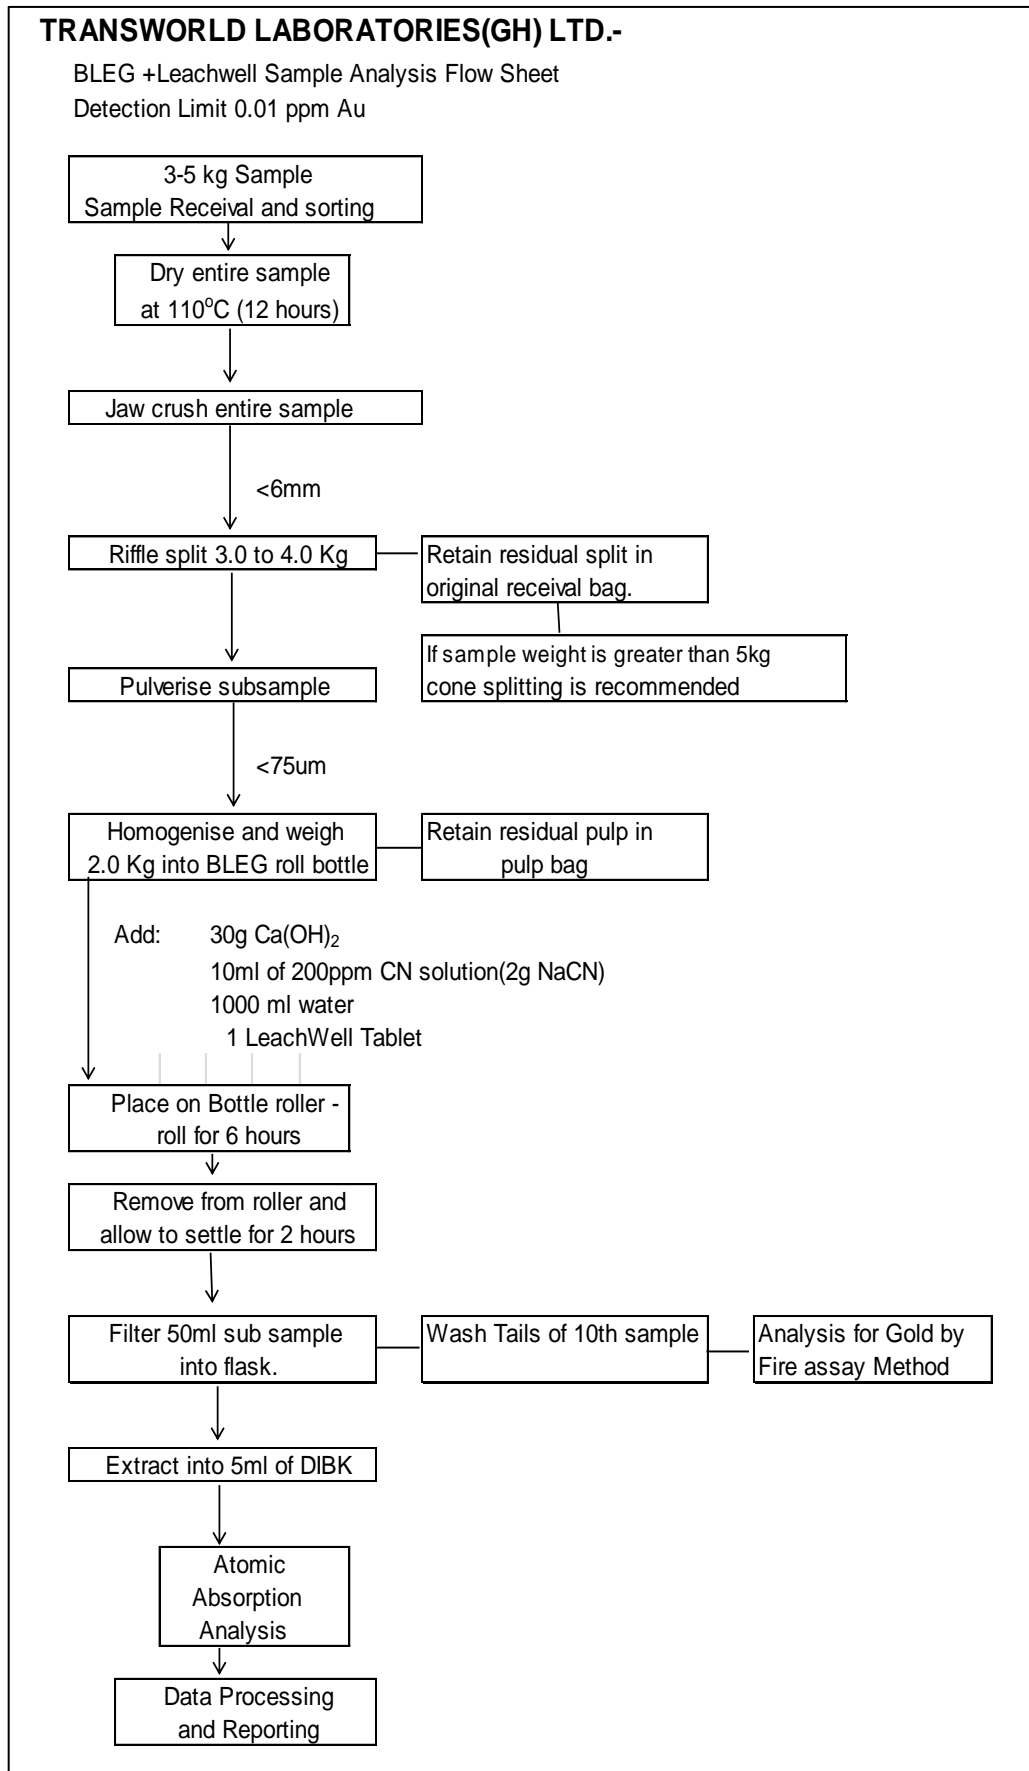 TRANSWORLD LABORATORIES(GH) LTD.-
BLEG +Leachwell Sample Analysis Flow Sheet
Detection Limit 0.01 ppm Au
3-5 kg Sample
Sample Receival and sorting
Dry entire sample
at 110°C (12 hours)
Jaw crush entire sample
<6mm
Riffle split 3.0 to 4.0 Kg
Retain residual split in
original receival bag.
If sample weight is greater than 5kg
cone splitting is recommended
Pulverise subsample
<75um
Homogenise and weigh
2.0 Kg into BLEG roll bottle
Retain residual pulp in
pulp bag
Add: 30g Ca(OH)₂
10ml of 200ppm CN solution(2g NaCN)
1000 ml water
1 LeachWell Tablet
Place on Bottle roller -
roll for 6 hours
Remove from roller and
allow to settle for 2 hours
Filter 50ml sub sample
into flask.
Wash Tails of 10th sample
Analysis for Gold by
Fire assay Method
Extract into 5ml of DIBK
Atomic
Absorption
Analysis
Data Processing
and Reporting